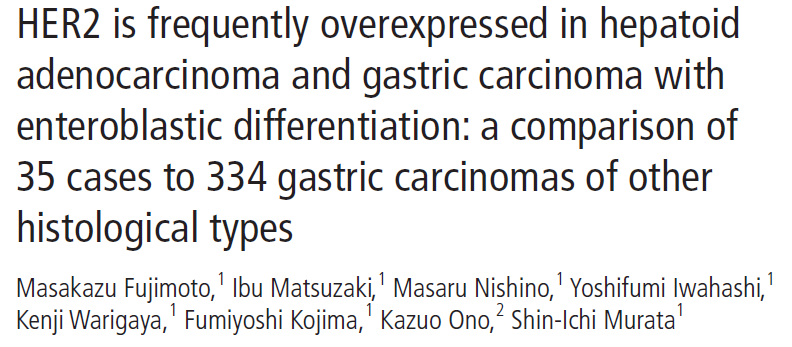 HER2 is frequently overexpressed in hepatoid
adenocarcinoma and gastric carcinoma with
enteroblastic differentiation: a comparison of
35 cases to 334 gastric carcinomas of other
histological types
Masakazu Fujimoto,¹ Ibu Matsuzaki,¹ Masaru Nishino,¹ Yoshifumi Iwahashi,¹
Kenji Warigaya,¹ Fumiyoshi Kojima,¹ Kazuo Ono,² Shin-Ichi Murata¹